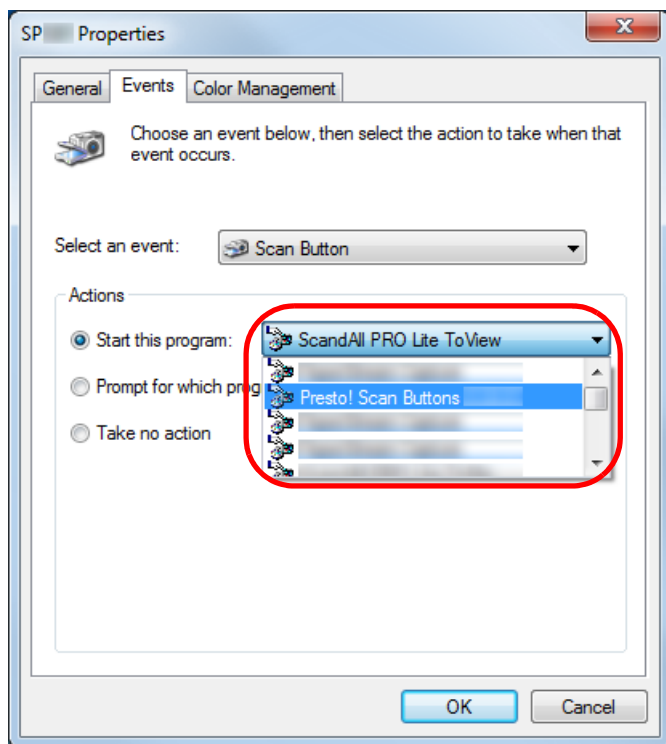 SP Properties
General Events Color Management
Choose an event below, then select the action to take when that
event occurs.
Select an event: Scan Button
Actions
Start this program: ScandAll PRO Lite ToView
Prompt for which prog
Presto! Scan Buttons
Take no action
OK Cancel